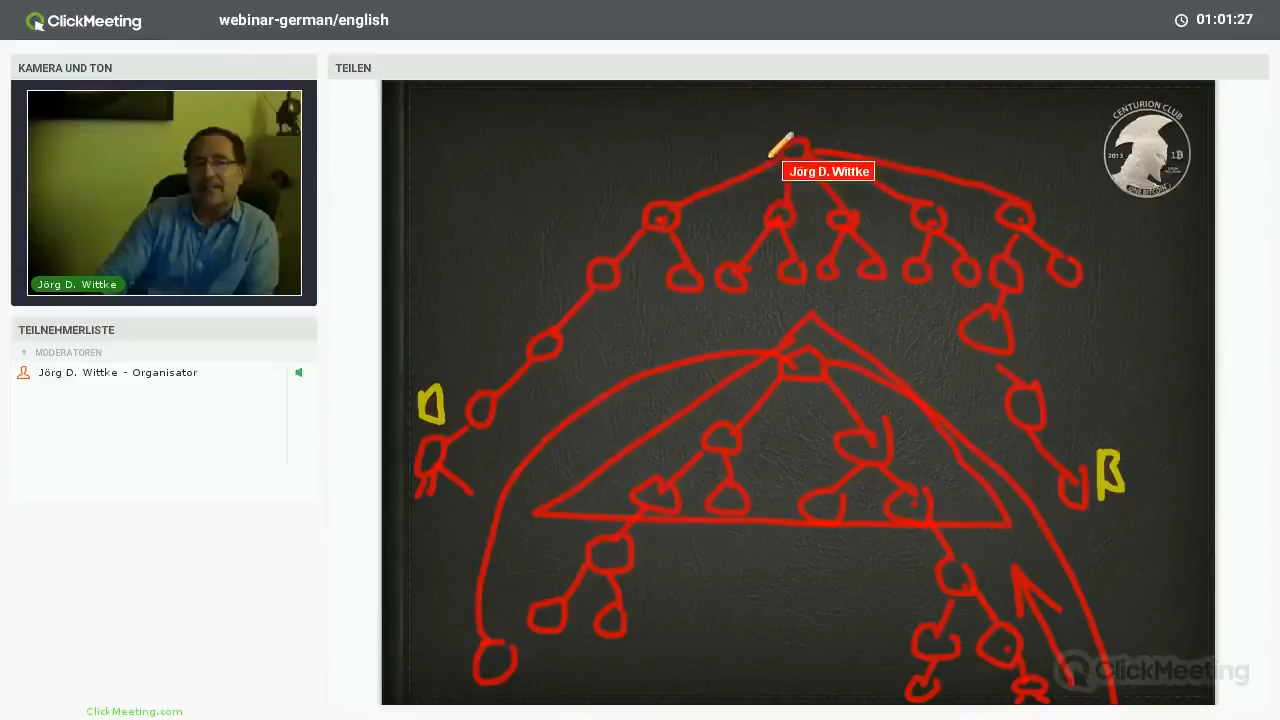 ClickMeeting
webinar-german/english
01:01:27
KAMERA UND TON
TEILEN
Jörg D. Wittke
TEILNEHMERLISTE
MODERATOREN
Jörg D. Wittke - Organisator
ClickMeeting.com
Jörg D. Wittke
CENTURION CLUB
2013
1₿
ONE BITCOIN
B
ClickMeeting